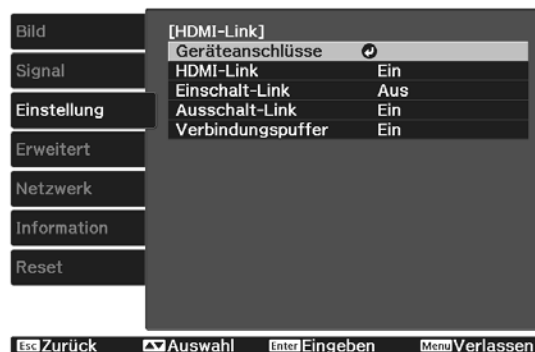 Bild
Signal
Einstellung
Erweitert
Netzwerk
Information
Reset
[HDMI-Link]
Geräteanschlüsse
HDMI-Link Ein
Einschalt-Link Aus
Ausschalt-Link Ein
Verbindungspuffer Ein
Esc Zurück Auswahl Enter Eingeben Menu Verlassen